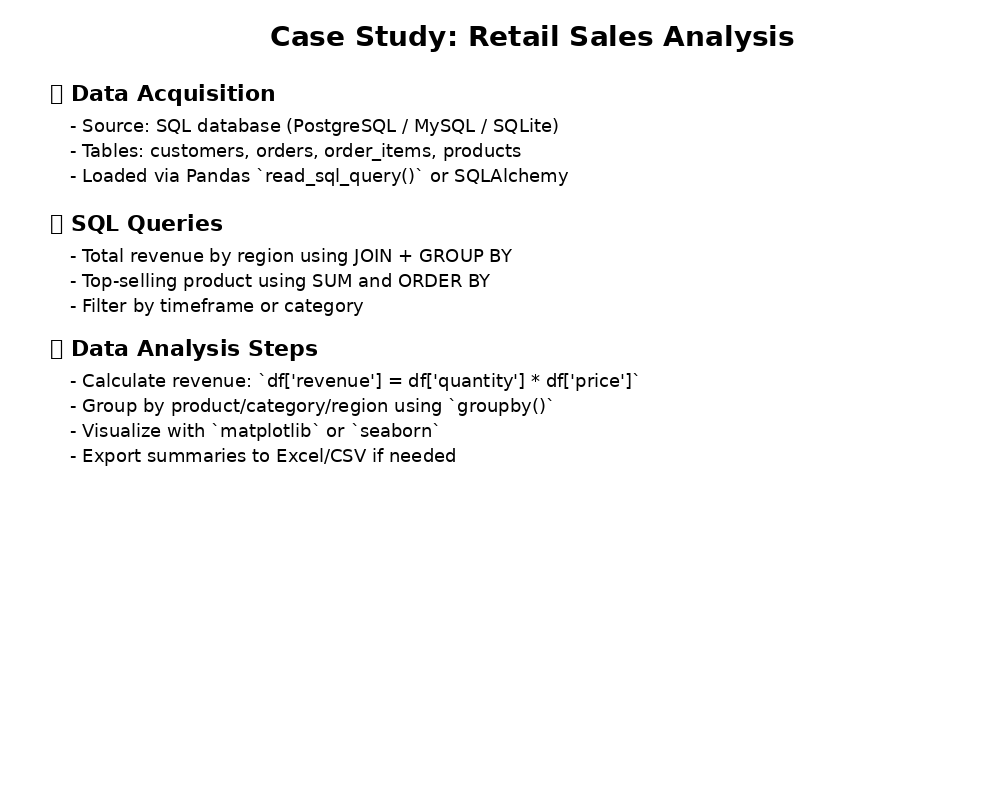 Case Study: Retail Sales Analysis
Data Acquisition
- Source: SQL database (PostgreSQL / MySQL / SQLite)
- Tables: customers, orders, order_items, products
- Loaded via Pandas `read_sql_query()` or SQLAlchemy
SQL Queries
- Total revenue by region using JOIN + GROUP BY
- Top-selling product using SUM and ORDER BY
- Filter by timeframe or category
Data Analysis Steps
- Calculate revenue: `df['revenue'] = df['quantity'] * df['price']`
- Group by product/category/region using `groupby()`
- Visualize with `matplotlib` or `seaborn`
- Export summaries to Excel/CSV if needed